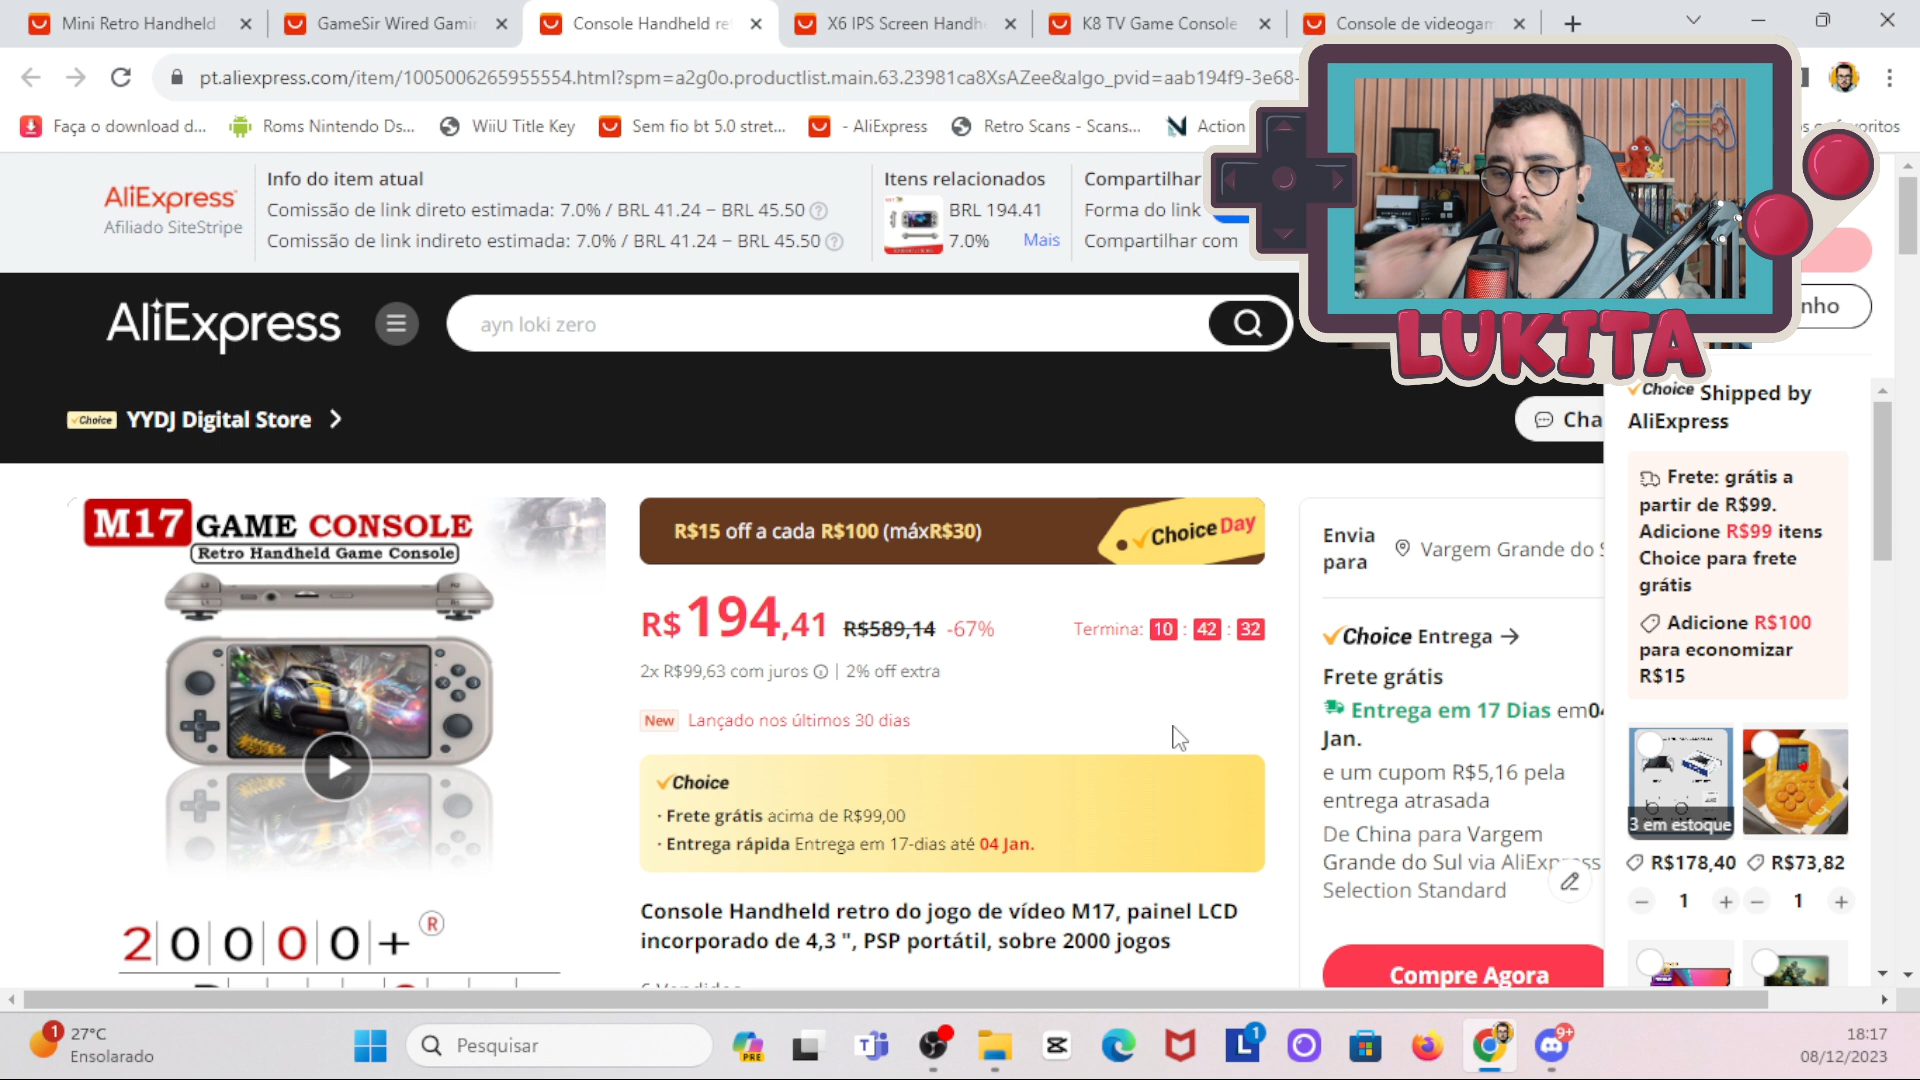 Mini Retro Handheld
GameSir Wired Gami
Console Handheld re
X6 IPS Screen Handh
K8 TV Game Console
Console de videogam
pt.aliexpress.com/item/1005006265955554.html?spm=a2g0o.productlist.main.63.23981ca8XsAZee&algo_pvid=aab194f9-3e68-
Faça o download d...
Roms Nintendo Ds...
WiiU Title Key
Sem fio bt 5.0 stret...
- AliExpress
Retro Scans - Scans...
Action
favoritos
AliExpress
Afiliado SiteStripe
Info do item atual
Comissão de link direto estimada: 7.0% / BRL 41.24 – BRL 45.50
Comissão de link indireto estimada: 7.0% / BRL 41.24 – BRL 45.50
Itens relacionados
BRL 194.41
7.0% Mais
Compartilhar
Forma do link
Compartilhar com
LUKITA
AliExpress
ayn loki zero
nho
Choice YYDJ Digital Store
Cha
M17 GAME CONSOLE
Retro Handheld Game Console
20000+ ®
R$15 off a cada R$100 (máxR$30)
Choice Day
R$194,41 R$589,14 -67%
Termina: 10 : 42 : 32
2x R$99,63 com juros | 2% off extra
New Lançado nos últimos 30 dias
Choice
· Frete grátis acima de R$99,00
· Entrega rápida Entrega em 17-dias até 04 Jan.
Console Handheld retro do jogo de vídeo M17, painel LCD
incorporado de 4,3 ", PSP portátil, sobre 2000 jogos
Envia
para
Vargem Grande do S
Choice Entrega
Frete grátis
Entrega em 17 Dias em04
Jan.
e um cupom R$5,16 pela
entrega atrasada
De China para Vargem
Grande do Sul via AliExpress
Selection Standard
Compre Agora
Choice Shipped by
AliExpress
Frete: grátis a
partir de R$99.
Adicione R$99 itens
Choice para frete
grátis
Adicione R$100
para economizar
R$15
3 em estoque
R$178,40
R$73,82
− 1 +
− 1 +
1
27°C
Ensolarado
Pesquisar
PRE
1
9+
18:17
08/12/2023